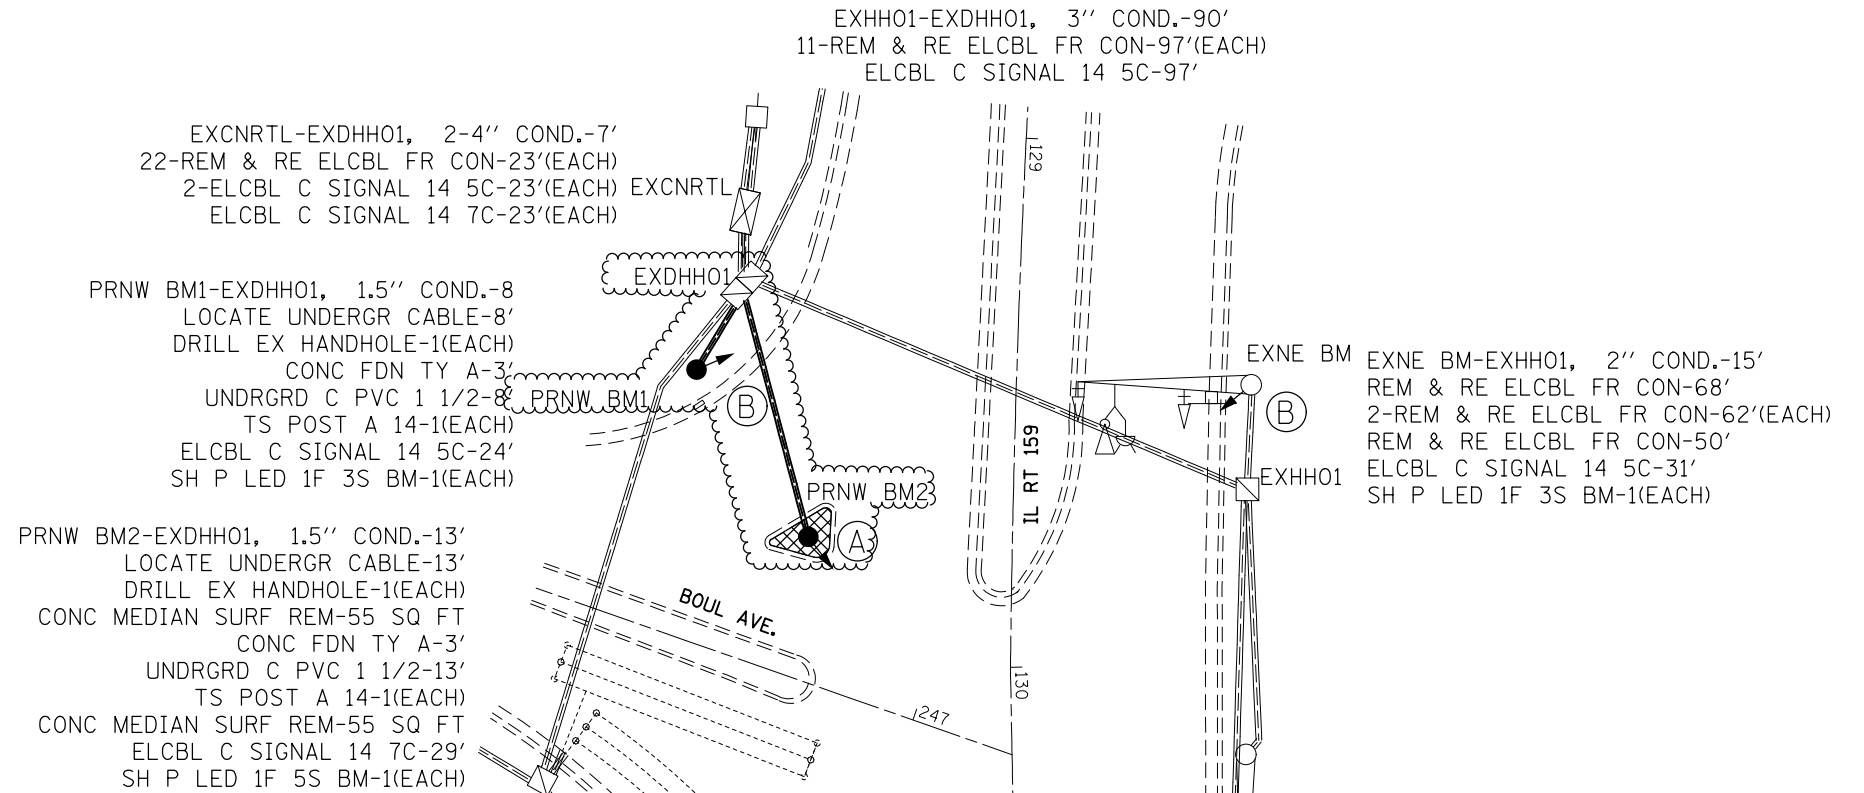 EXHH01-EXDHH01, 3'' COND.-90'
11-REM & RE ELCBL FR CON-97'(EACH)
ELCBL C SIGNAL 14 5C-97'
EXCNRTL-EXDHH01, 2-4'' COND.-7'
22-REM & RE ELCBL FR CON-23'(EACH)
2-ELCBL C SIGNAL 14 5C-23'(EACH)
ELCBL C SIGNAL 14 7C-23'(EACH)
EXCNRTL
129
EXDHH01
PRNW BM1-EXDHH01, 1.5'' COND.-8
LOCATE UNDERGR CABLE-8'
DRILL EX HANDHOLE-1(EACH)
CONC FDN TY A-3'
UNDRGRD C PVC 1 1/2-8'
TS POST A 14-1(EACH)
ELCBL C SIGNAL 14 5C-24'
SH P LED 1F 3S BM-1(EACH)
PRNW BM1
B
EXNE BM
B
EXNE BM-EXHH01, 2'' COND.-15'
REM & RE ELCBL FR CON-68'
2-REM & RE ELCBL FR CON-62'(EACH)
REM & RE ELCBL FR CON-50'
ELCBL C SIGNAL 14 5C-31'
SH P LED 1F 3S BM-1(EACH)
EXHH01
IL RT 159
PRNW BM2
A
PRNW BM2-EXDHH01, 1.5'' COND.-13'
LOCATE UNDERGR CABLE-13'
DRILL EX HANDHOLE-1(EACH)
CONC MEDIAN SURF REM-55 SQ FT
CONC FDN TY A-3'
UNDRGRD C PVC 1 1/2-13'
TS POST A 14-1(EACH)
CONC MEDIAN SURF REM-55 SQ FT
ELCBL C SIGNAL 14 7C-29'
SH P LED 1F 5S BM-1(EACH)
BOUL AVE.
130
247